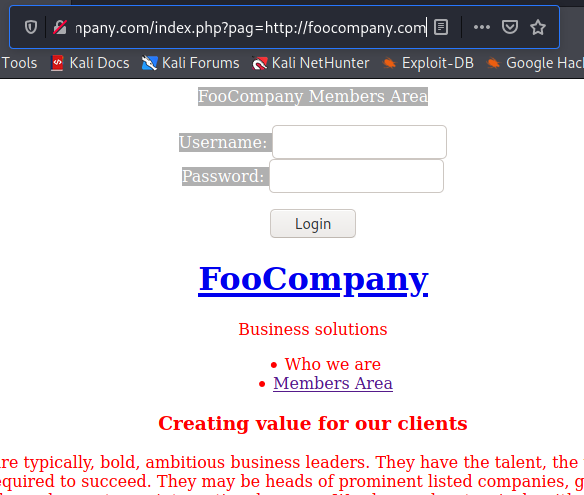 npany.com/index.php?pag=http://foocompany.com
Tools Kali Docs Kali Forums Kali NetHunter Exploit-DB Google Hac
FooCompany Members Area
Username:
Password:
Login
FooCompany
Business solutions
• Who we are
• Members Area
Creating value for our clients
re typically, bold, ambitious business leaders. They have the talent, the
equired to succeed. They may be heads of prominent listed companies, g